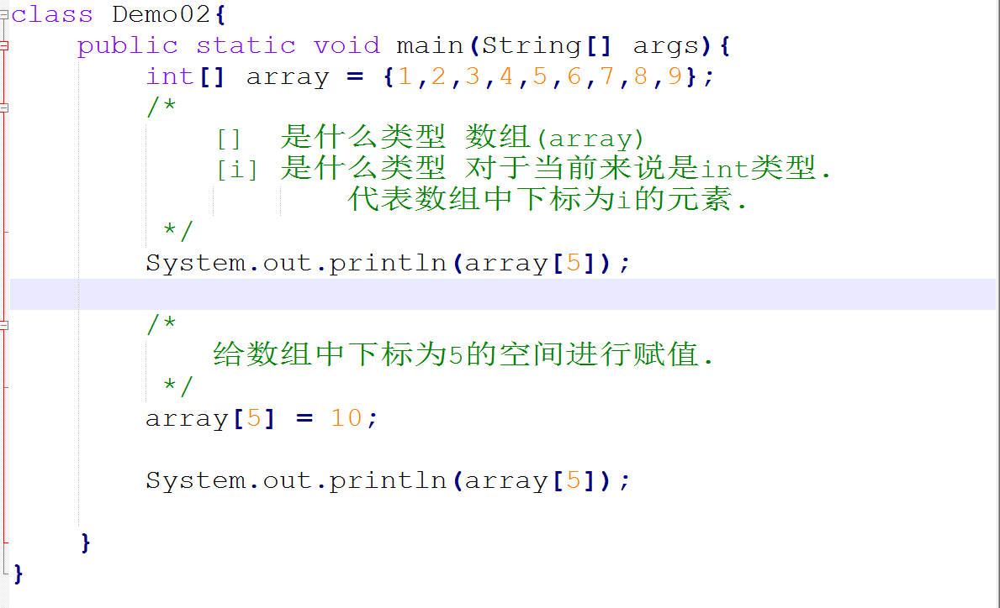 class Demo02{
public static void main(String[] args){
int[] array = {1,2,3,4,5,6,7,8,9};
/*
[] 是什么类型 数组(array)
[i] 是什么类型 对于当前来说是int类型.
代表数组中下标为i的元素.
*/
System.out.println(array[5]);
/*
给数组中下标为5的空间进行赋值.
*/
array[5] = 10;
System.out.println(array[5]);
}
}